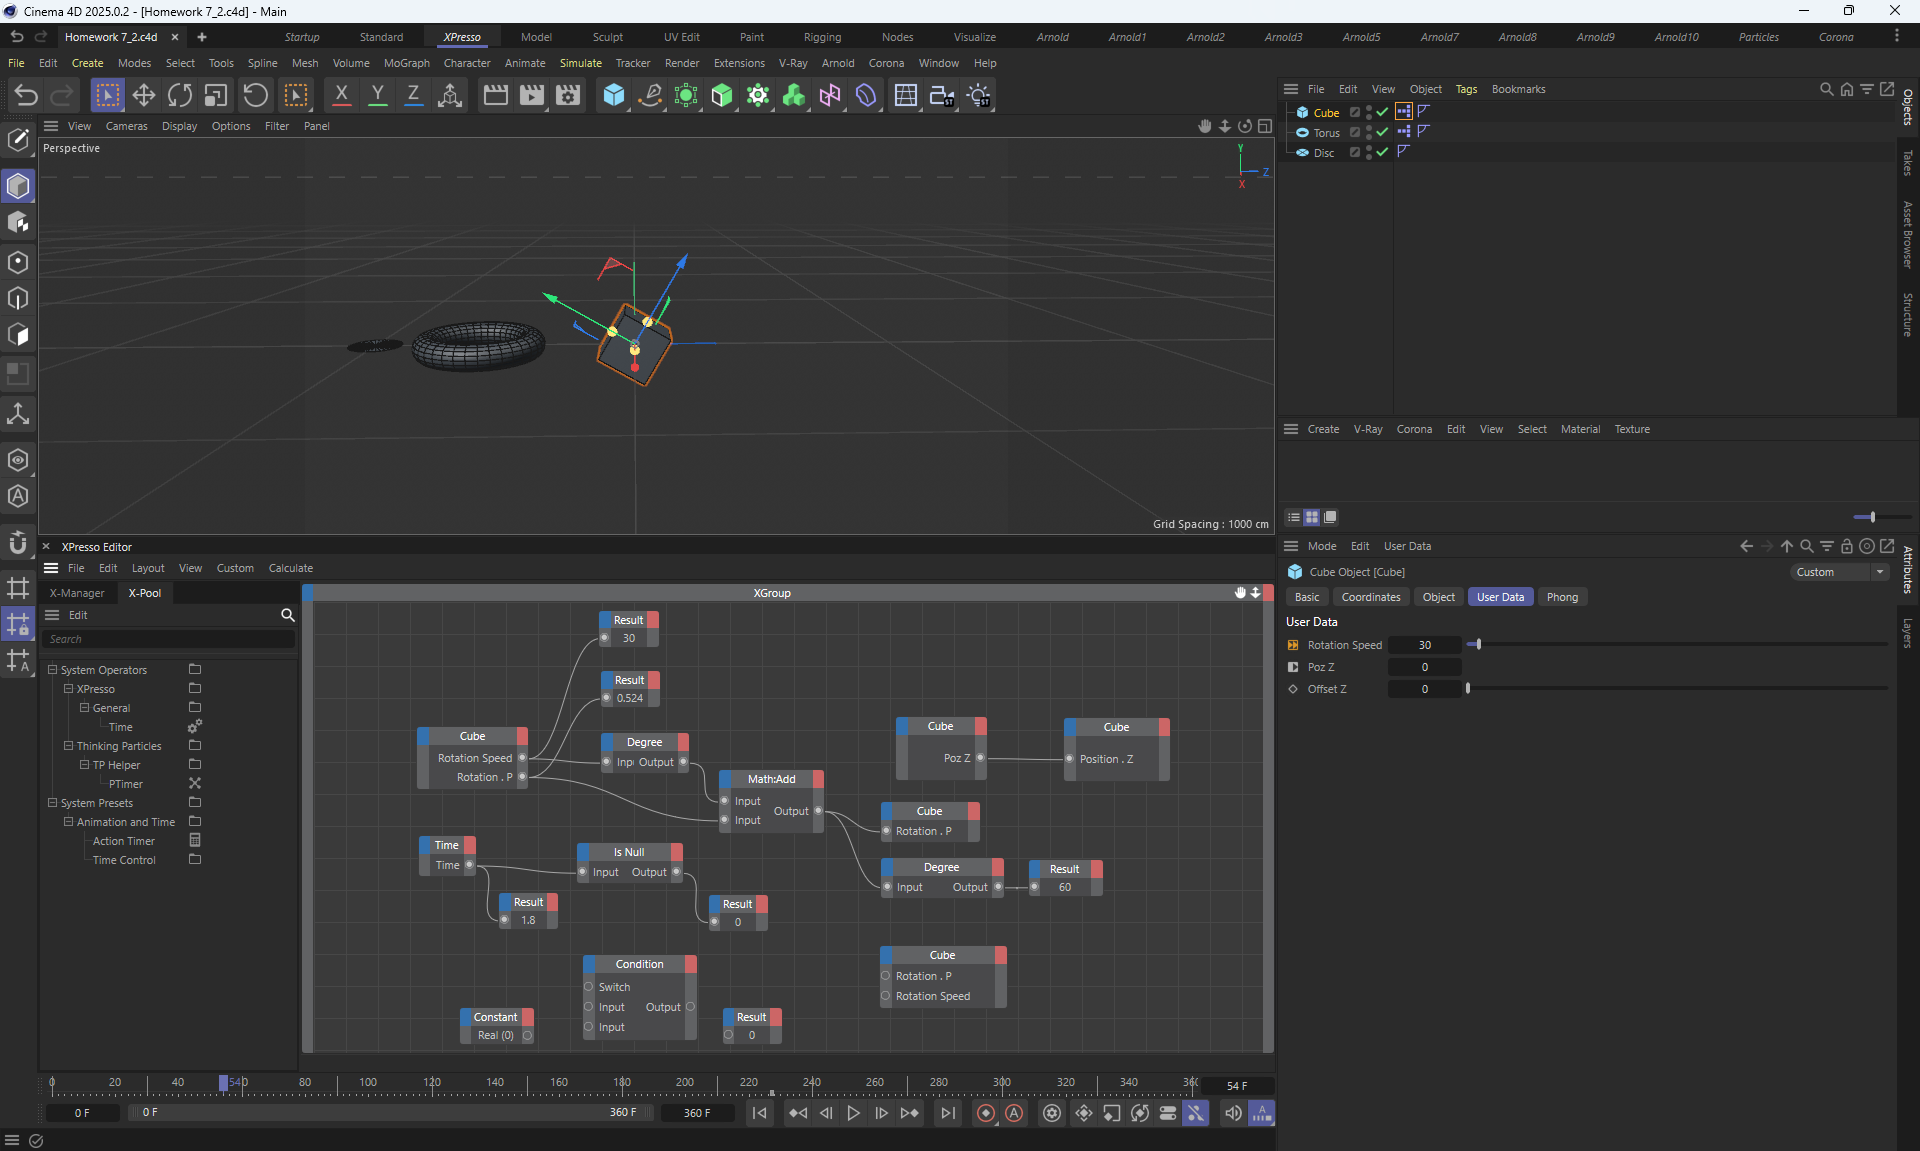 Cinema 4D 2025.0.2 - [Homework 7_2.c4d] - Main
Homework 7_2.c4d
Startup Standard XPresso Model Sculpt UV Edit Paint Rigging Nodes Visualize Arnold Arnold1 Arnold2 Arnold3 Arnold5 Arnold7 Arnold8 Arnold9 Arnold10 Particles Corona
File Edit Create Modes Select Tools Spline Mesh Volume MoGraph Character Animate Simulate Tracker Render Extensions V-Ray Arnold Corona Window Help
X Y Z
ST ST
View Cameras Display Options Filter Panel
Perspective
Y
Z
X
Grid Spacing : 1000 cm
File Edit View Object Tags Bookmarks
Cube
Torus
Disc
Objects
Takes
Asset Browser
Structure
Create V-Ray Corona Edit View Select Material Texture
XPresso Editor
File Edit Layout View Custom Calculate
X-Manager X-Pool
Edit
Search
System Operators
XPresso
General
Time
Thinking Particles
TP Helper
PTimer
System Presets
Animation and Time
Action Timer
Time Control
XGroup
Result
30
Result
0.524
Cube
Rotation Speed
Rotation . P
Degree
Inp Output
Math:Add
Input
Output
Input
Cube
Poz Z
Cube
Position . Z
Cube
Rotation . P
Time
Time
Is Null
Input Output
Degree
Input Output
Result
60
Result
1.8
Result
0
Cube
Rotation . P
Rotation Speed
Condition
Switch
Input Output
Input
Constant
Real (0)
Result
0
Mode Edit User Data
Cube Object [Cube]
Custom
Basic Coordinates Object User Data Phong
User Data
Rotation Speed 30
Poz Z 0
Offset Z 0
Attributes
Layers
0 20 40 540 80 100 120 140 160 180 200 220 240 260 280 300 320 340 36
54 F
0 F 0 F 360 F 360 F
A
A